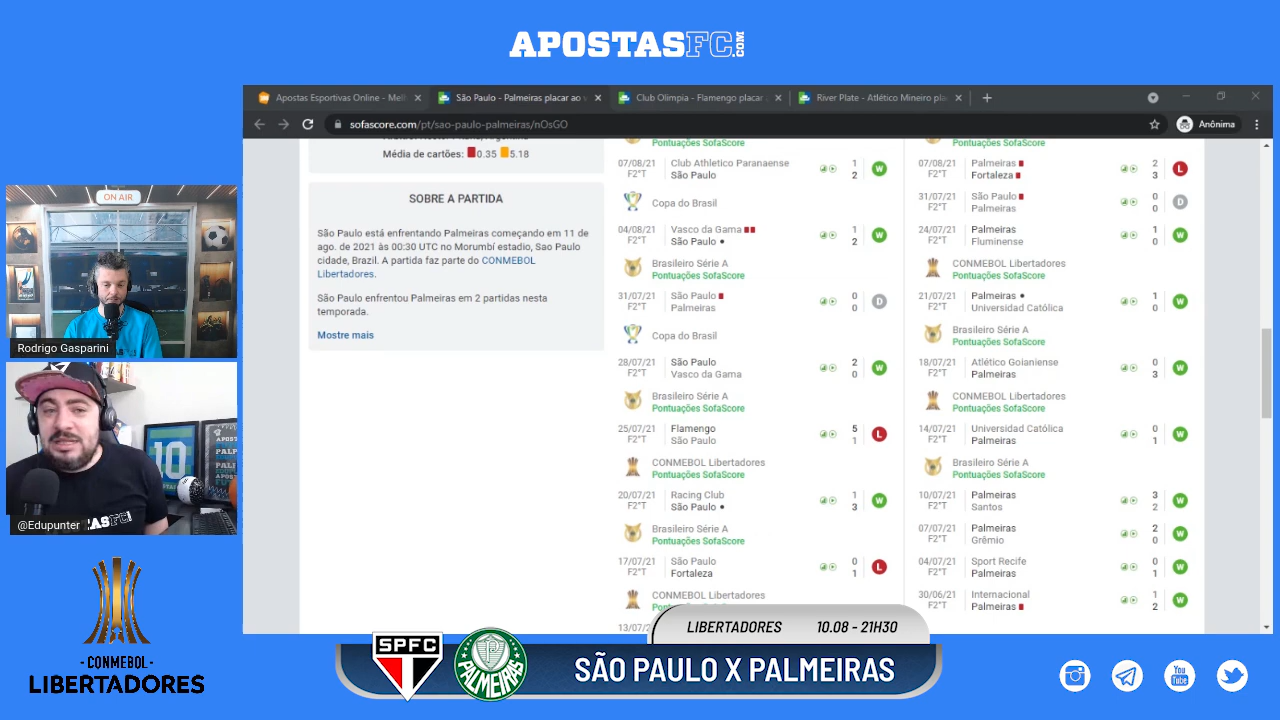 APOSTASFC.COM
Apostas Esportivas Online - Melh
São Paulo - Palmeiras placar ao v
Club Olimpia - Flamengo placar
River Plate - Atlético Mineiro pla
sofascore.com/pt/sao-paulo-palmeiras/nOsGO
Anônima
Média de cartões: 0.35 5.18
SOBRE A PARTIDA
São Paulo está enfrentando Palmeiras começando em 11 de
ago. de 2021 às 00:30 UTC no Morumbí estadio, Sao Paulo
cidade, Brazil. A partida faz parte do CONMEBOL
Libertadores.
São Paulo enfrentou Palmeiras em 2 partidas nesta
temporada.
Mostre mais
Pontuações SofaScore
07/08/21 Club Athletico Paranaense 1
F2°T São Paulo 2 W
Copa do Brasil
04/08/21 Vasco da Gama 1
F2°T São Paulo 2 W
Brasileiro Série A
Pontuações SofaScore
31/07/21 São Paulo 0
F2°T Palmeiras 0 D
Copa do Brasil
28/07/21 São Paulo 2
F2°T Vasco da Gama 0 W
Brasileiro Série A
Pontuações SofaScore
25/07/21 Flamengo 5
F2°T São Paulo 1 L
CONMEBOL Libertadores
Pontuações SofaScore
20/07/21 Racing Club 1
F2°T São Paulo 3 W
Brasileiro Série A
Pontuações SofaScore
17/07/21 São Paulo 0
F2°T Fortaleza 1 L
CONMEBOL Libertadores
13/07/
Pontuações SofaScore
07/08/21 Palmeiras 2
F2°T Fortaleza 3 L
31/07/21 São Paulo 0
F2°T Palmeiras 0 D
24/07/21 Palmeiras 1
F2°T Fluminense 0 W
CONMEBOL Libertadores
Pontuações SofaScore
21/07/21 Palmeiras 1
F2°T Universidad Católica 0 W
Brasileiro Série A
Pontuações SofaScore
18/07/21 Atlético Goianiense 0
F2°T Palmeiras 3 W
CONMEBOL Libertadores
Pontuações SofaScore
14/07/21 Universidad Católica 0
F2°T Palmeiras 1 W
Brasileiro Série A
Pontuações SofaScore
10/07/21 Palmeiras 3
F2°T Santos 2 W
07/07/21 Palmeiras 2
F2°T Grêmio 0 W
04/07/21 Sport Recife 0
F2°T Palmeiras 1 W
30/06/21 Internacional 1
F2°T Palmeiras 2 W
ON AIR
Rodrigo Gasparini
10
@Edupunter
- CONMEBOL -
LIBERTADORES
LIBERTADORES 10.08 - 21H30
SPFC
PALMEIRAS
SÃO PAULO X PALMEIRAS
You
Tube